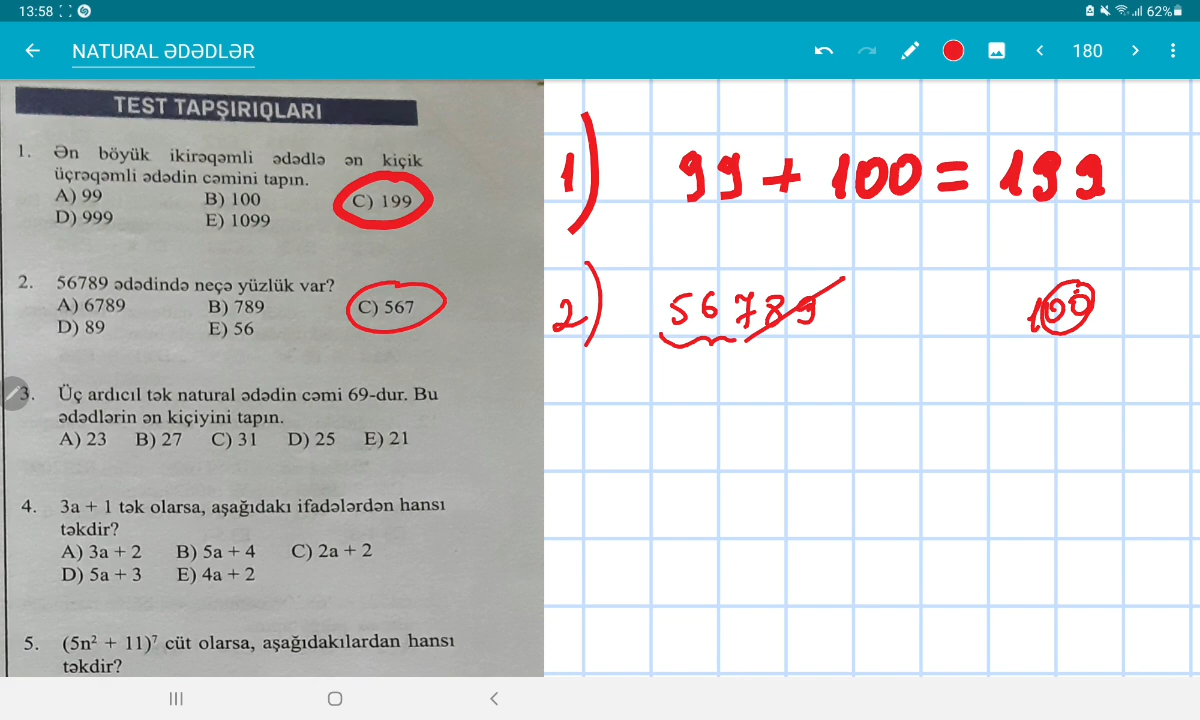 13:58
62%
NATURAL ƏDƏDLƏR
180
TEST TAPŞIRIQLARI
1. Ən böyük ikirəqəmli ədədlə ən kiçik
üçrəqəmli ədədin cəmini tapın.
A) 99 B) 100 C) 199
D) 999 E) 1099
2. 56789 ədədində neçə yüzlük var?
A) 6789 B) 789 C) 567
D) 89 E) 56
3. Üç ardıcıl tək natural ədədin cəmi 69-dur. Bu
ədədlərin ən kiçiyini tapın.
A) 23 B) 27 C) 31 D) 25 E) 21
4. 3a + 1 tək olarsa, aşağıdakı ifadələrdən hansı
təkdir?
A) 3a + 2 B) 5a + 4 C) 2a + 2
D) 5a + 3 E) 4a + 2
5. (5n² + 11)⁷ cüt olarsa, aşağıdakılardan hansı
təkdir?
1) 99 + 100 = 199
2) 56789 100